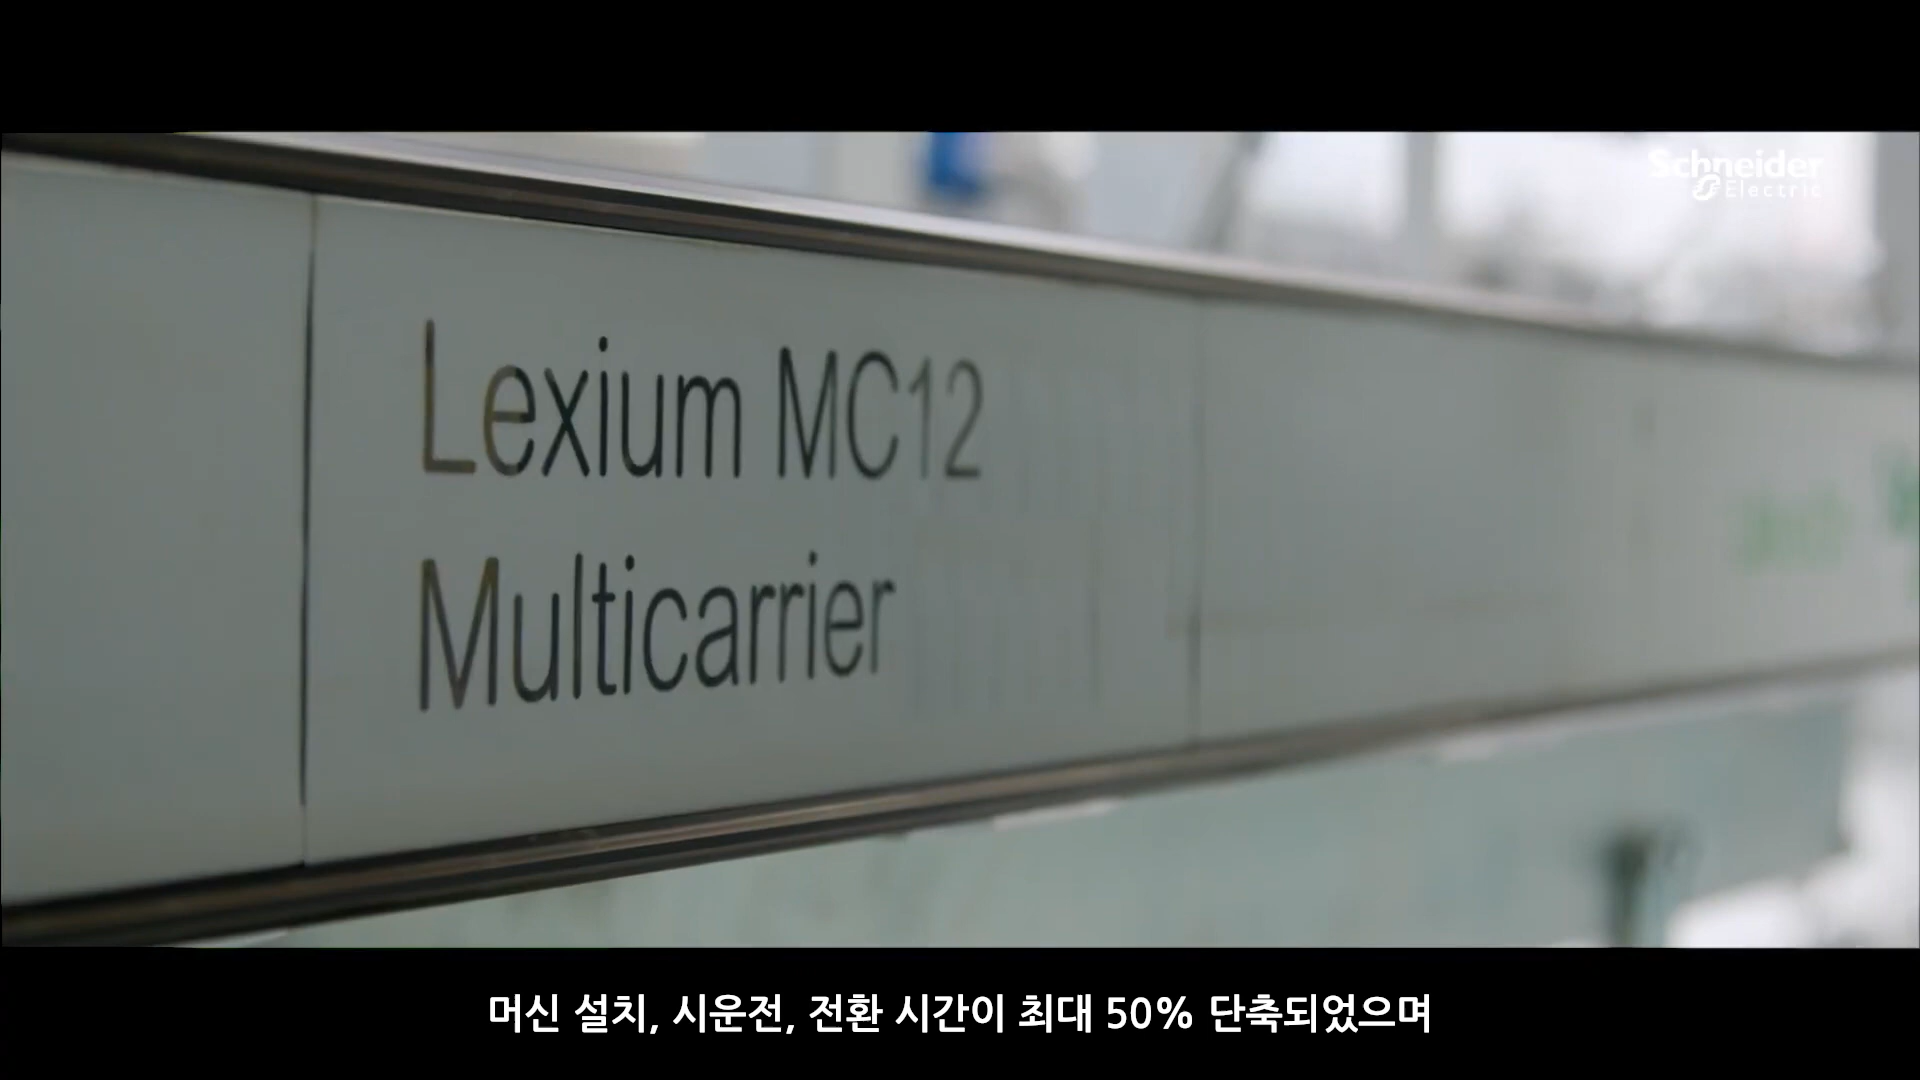 Schneider
Electric
Lexium MC12
Multicarrier
머신 설치, 시운전, 전환 시간이 최대 50% 단축되었으며